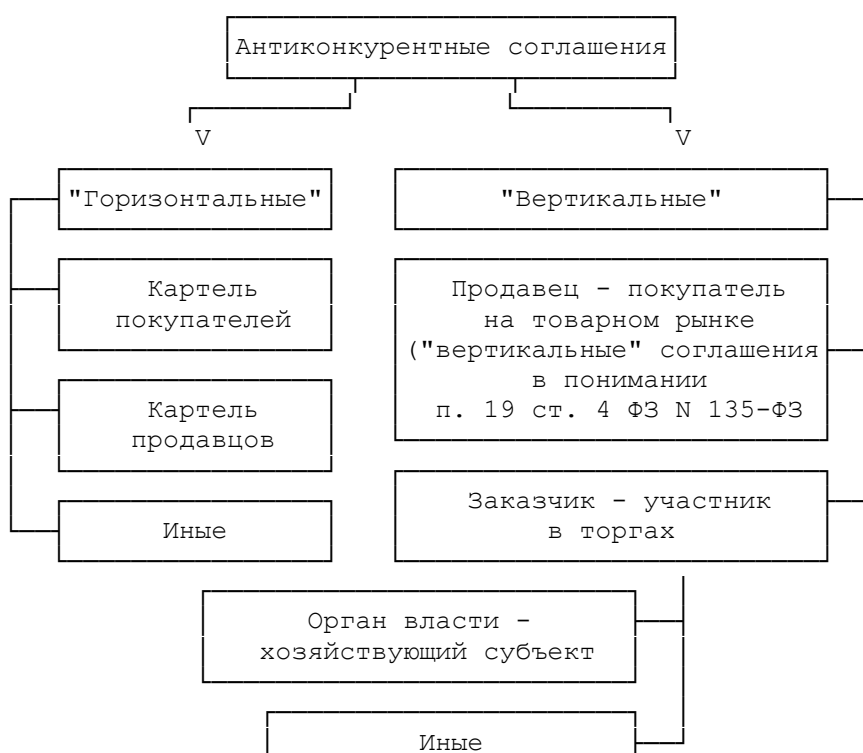 Антиконкурентные соглашения
V
V
"Горизонтальные"
"Вертикальные"
Картель
покупателей
Продавец - покупатель
на товарном рынке
("вертикальные" соглашения
в понимании
п. 19 ст. 4 ФЗ N 135-ФЗ
Картель
продавцов
Заказчик - участник
в торгах
Иные
Орган власти -
хозяйствующий субъект
Иные